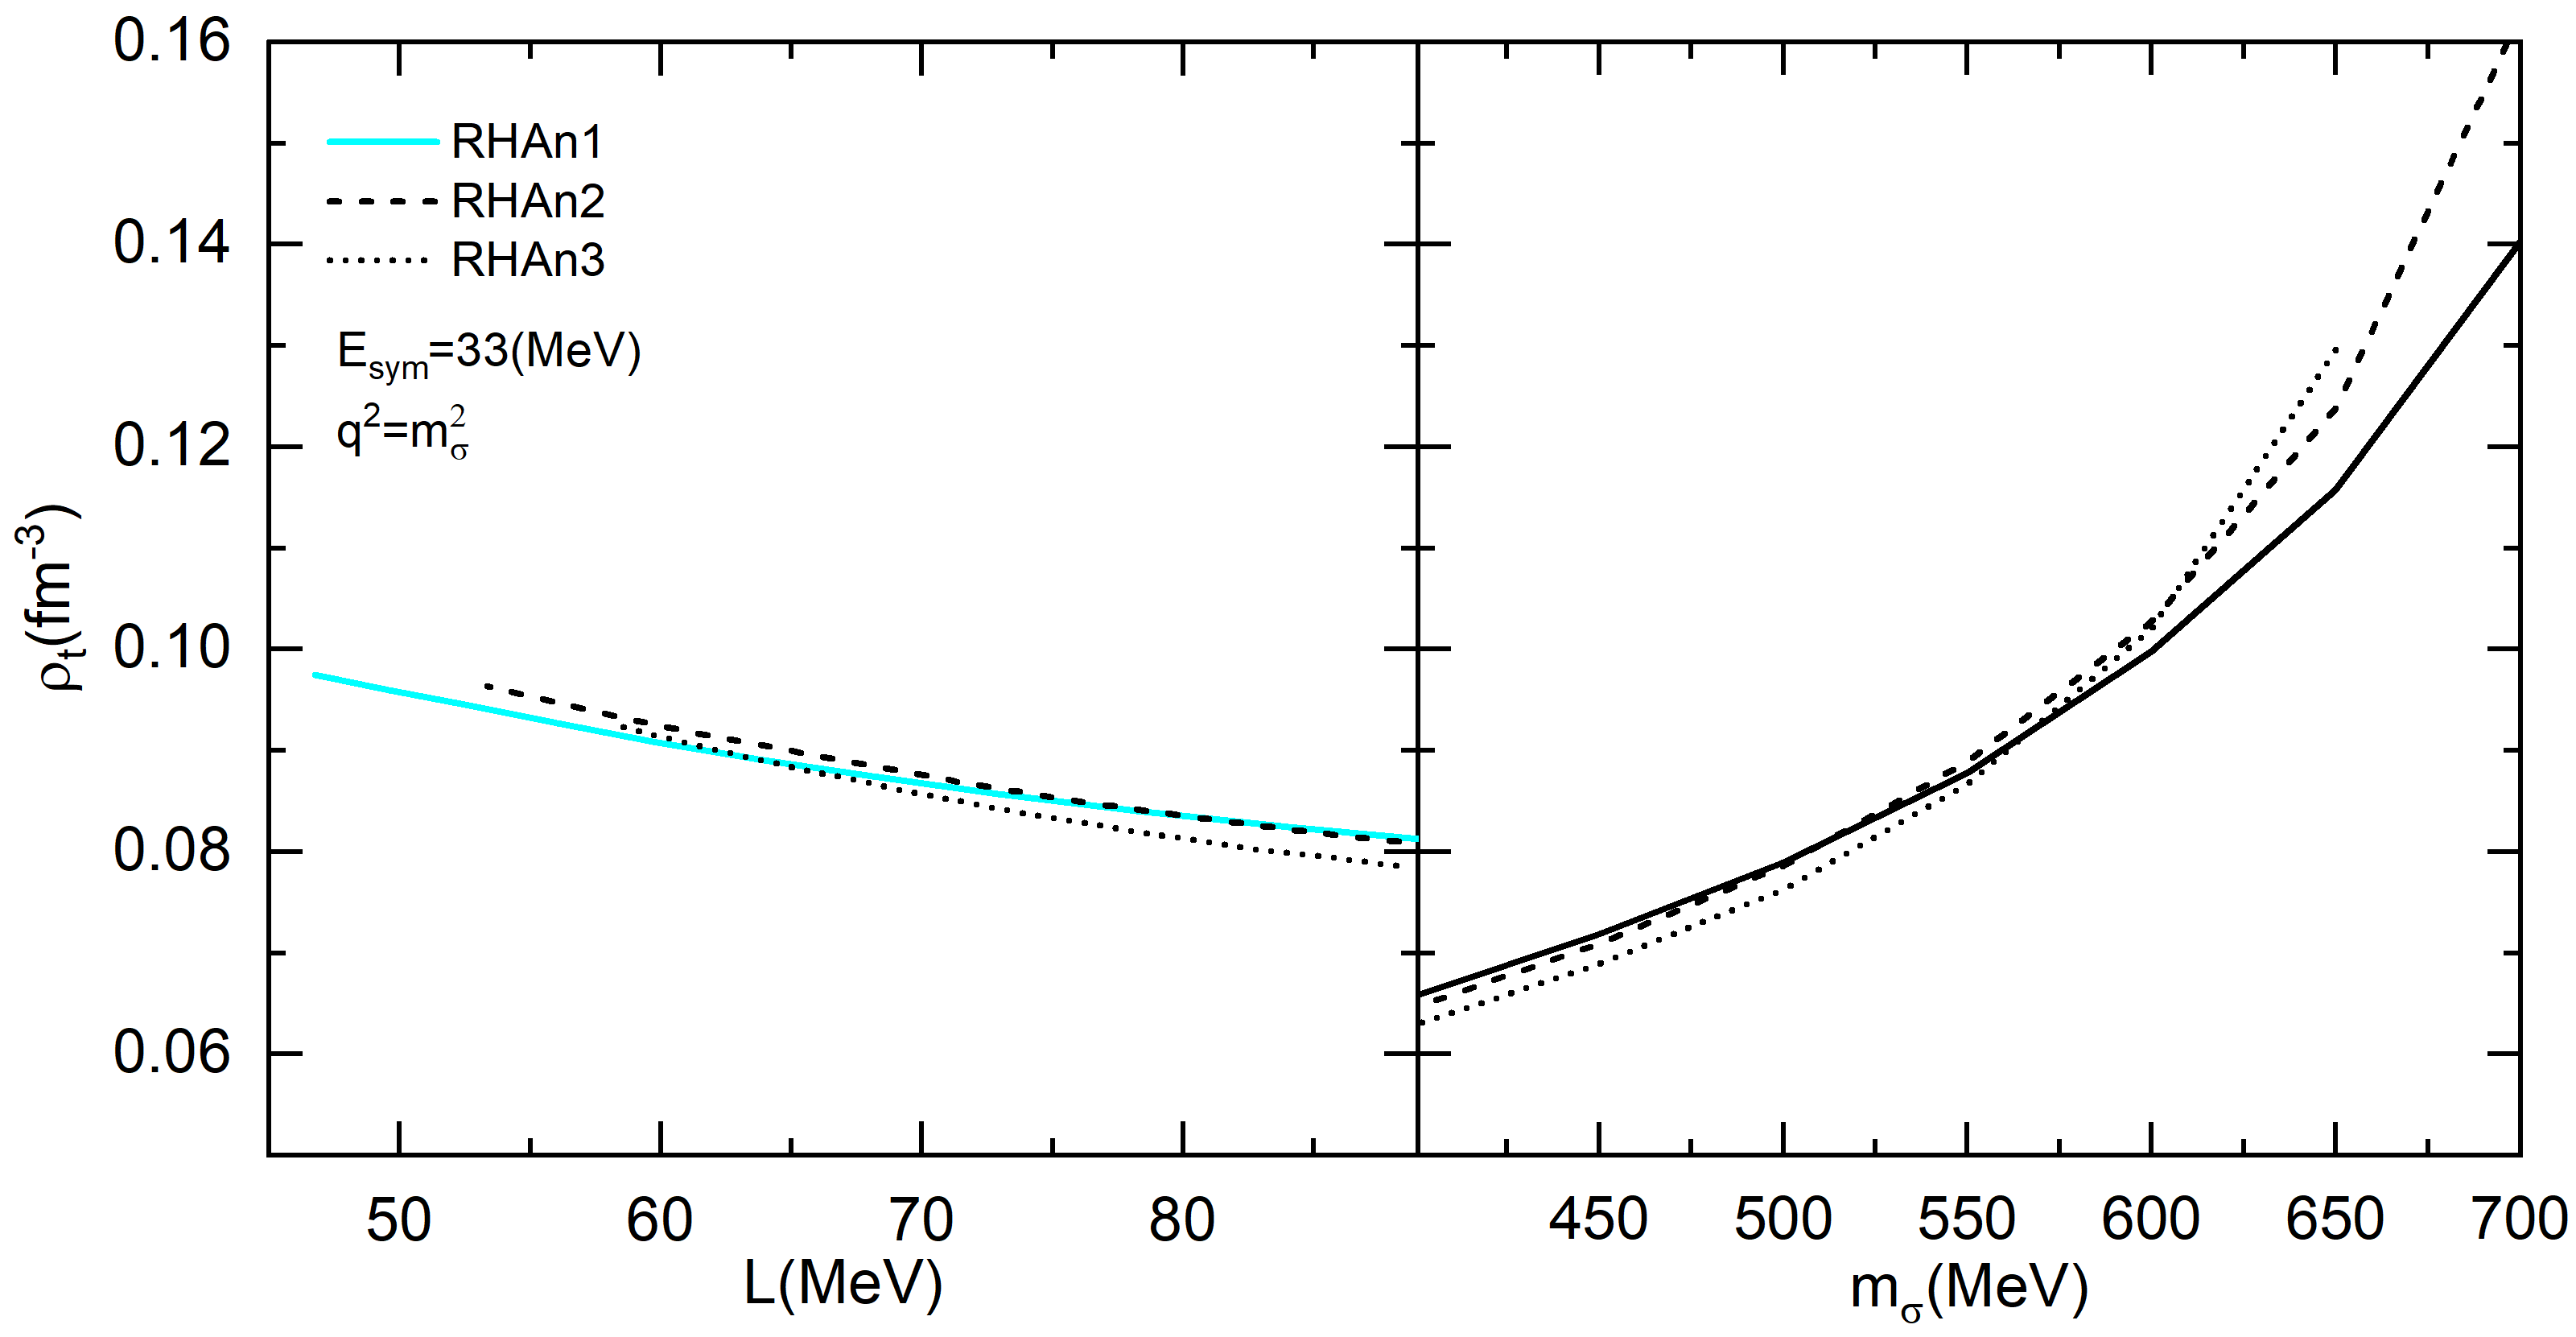 0.16
0.14
0.12
0.10
0.08
0.06
ρt(fm-3)
RHAn1
RHAn2
RHAn3
Esym=33(MeV)
q2=mσ2
50 60 70 80
L(MeV)
450 500 550 600 650 700
mσ(MeV)